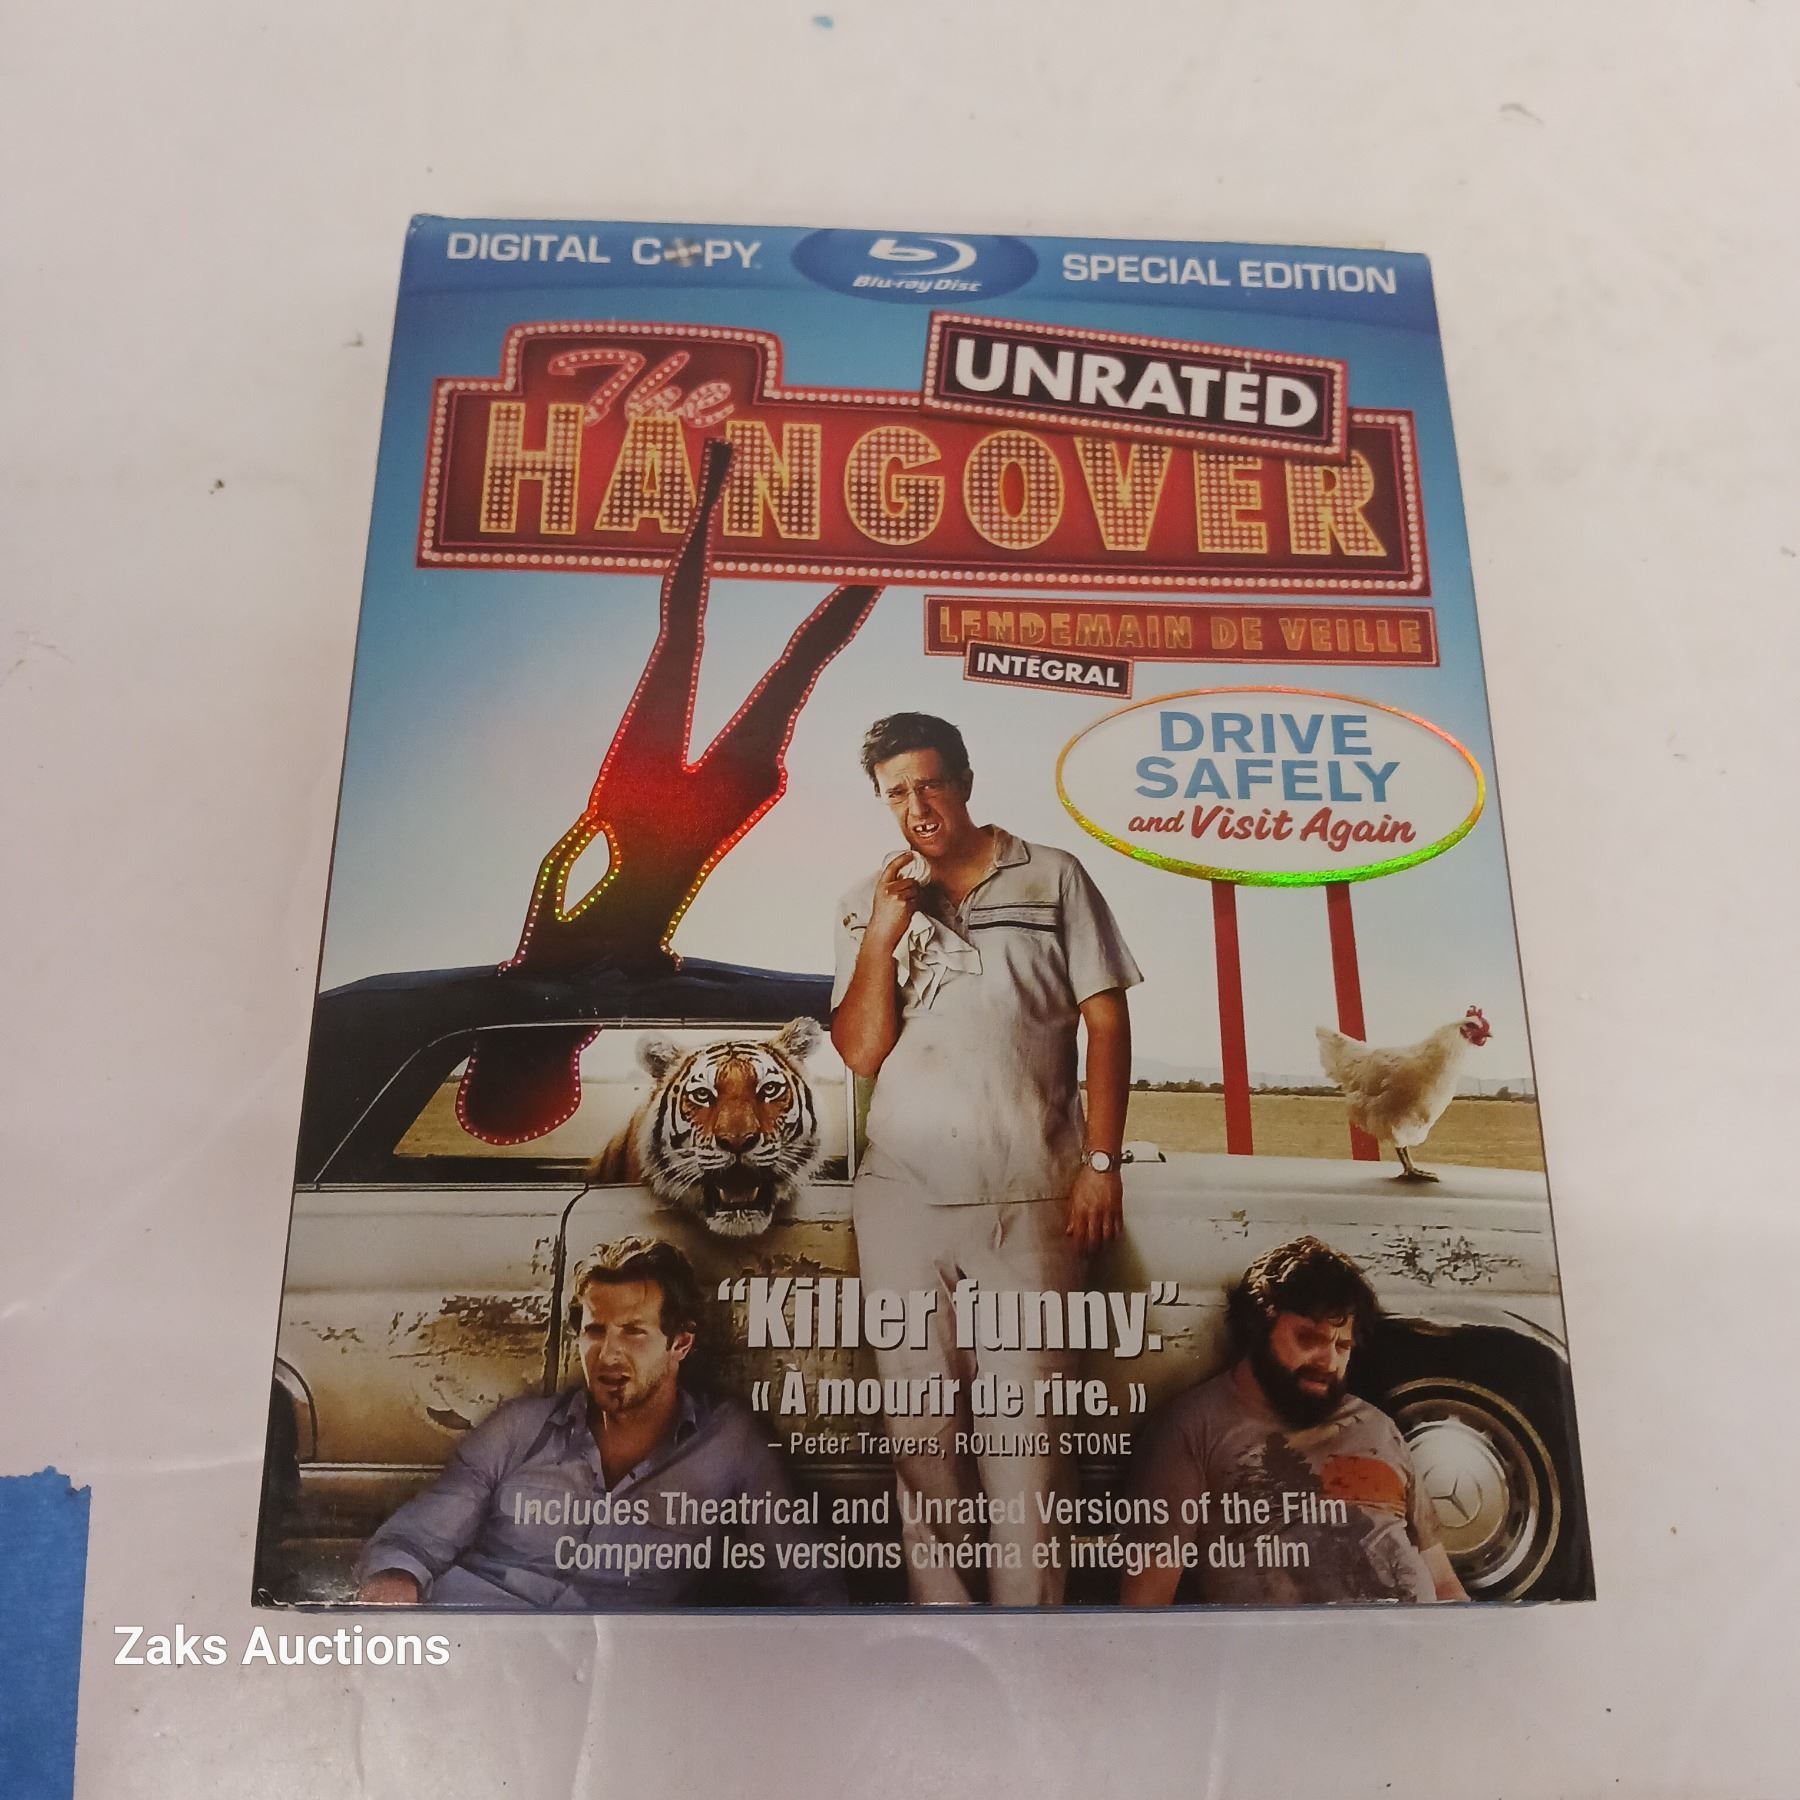 DIGITAL COPY
Blu-ray Disc
SPECIAL EDITION
The
UNRATÉD
HANGOVER
LENDEMAIN DE VEILLE
INTÉGRAL
DRIVE
SAFELY
and Visit Again
“Killer funny.”
« À mourir de rire. »
– Peter Travers, ROLLING STONE
Includes Theatrical and Unrated Versions of the Film
Comprend les versions cinéma et intégrale du film
Zaks Auctions